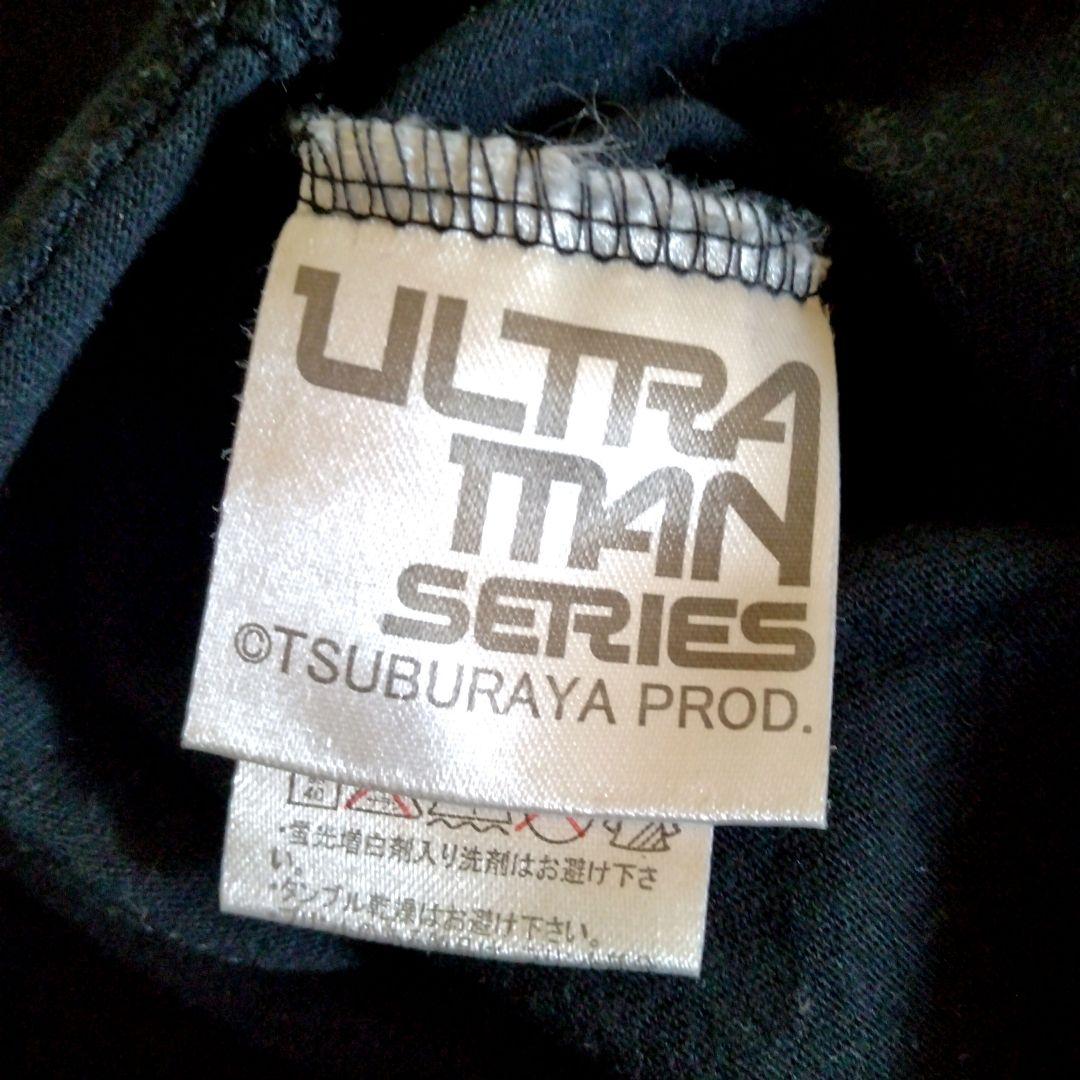 ULTRA
MAN
SERIES
©TSUBURAYA PROD.
40
・蛍光増白剤入り洗剤はお避け下さ
い。
・タンブル乾燥はお避け下さい。